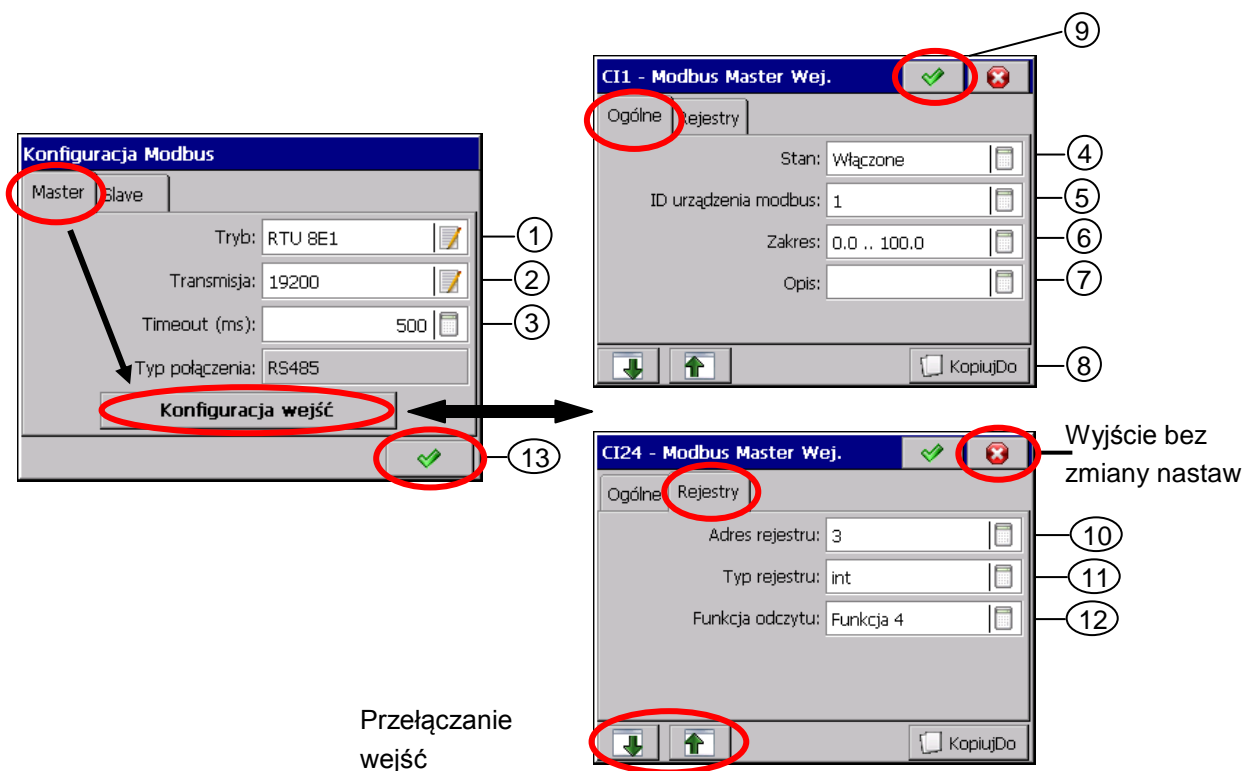 Konfiguracja Modbus
Master Slave
Tryb: RTU 8E1 1
Transmisja: 19200 2
Timeout (ms): 500 3
Typ połączenia: RS485
Konfiguracja wejść
13
9
CI1 - Modbus Master Wej.
Ogólne Rejestry
Stan: Włączone 4
ID urządzenia modbus: 1 5
Zakres: 0.0 .. 100.0 6
Opis: 7
KopiujDo 8
CI24 - Modbus Master Wej.
Wyjście bez
zmiany nastaw
Ogólne Rejestry
Adres rejestru: 3 10
Typ rejestru: int 11
Funkcja odczytu: Funkcja 4 12
KopiujDo
Przełączanie
wejść